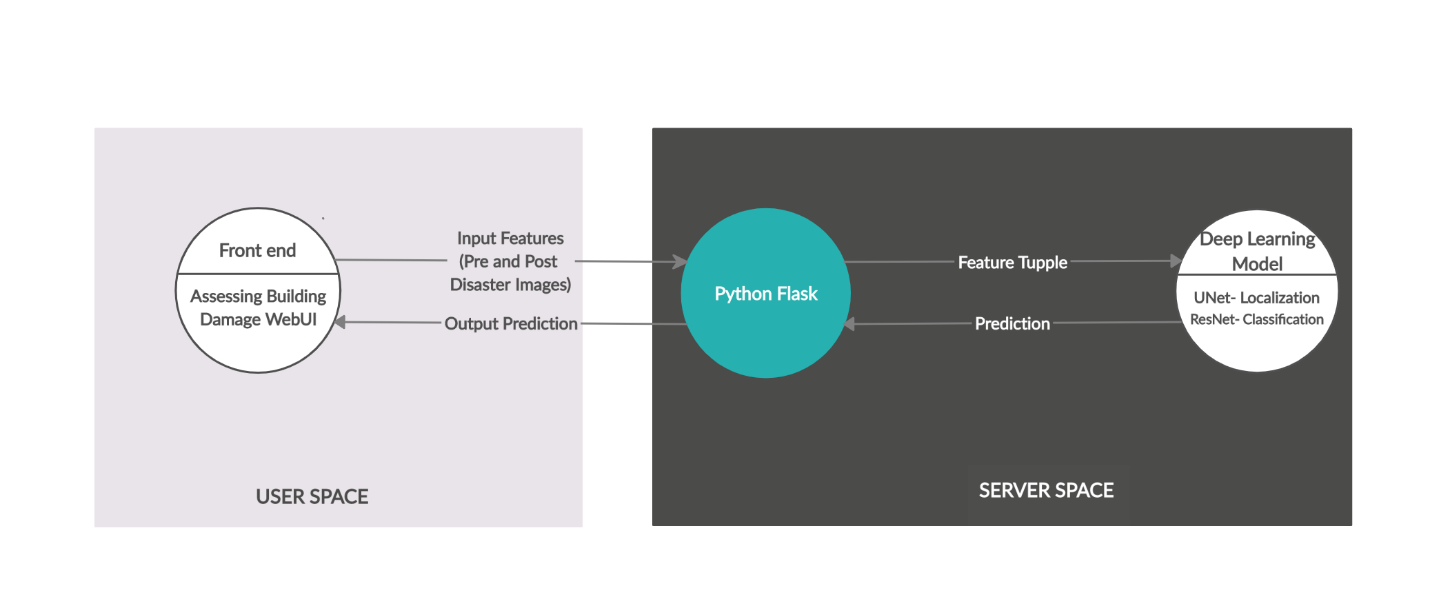 Front end
Assessing Building
Damage WebUI
Input Features
(Pre and Post
Disaster Images)
Output Prediction
USER SPACE
Python Flask
Feature Tupple
Prediction
Deep Learning
Model
UNet- Localization
ResNet- Classification
SERVER SPACE